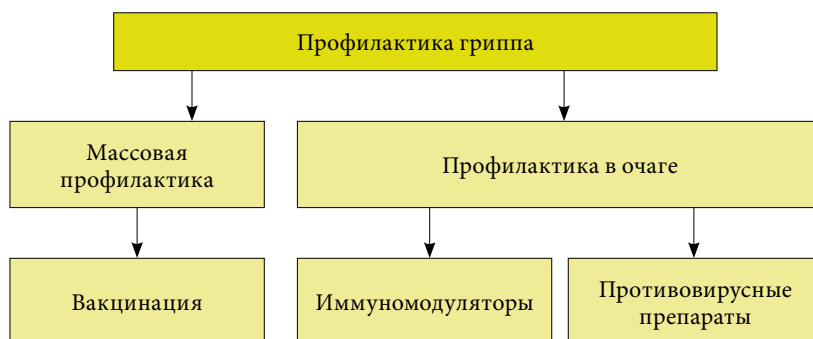 Профилактика гриппа
Массовая
профилактика
Профилактика в очаге
Вакцинация
Иммуномодуляторы
Противовирусные
препараты